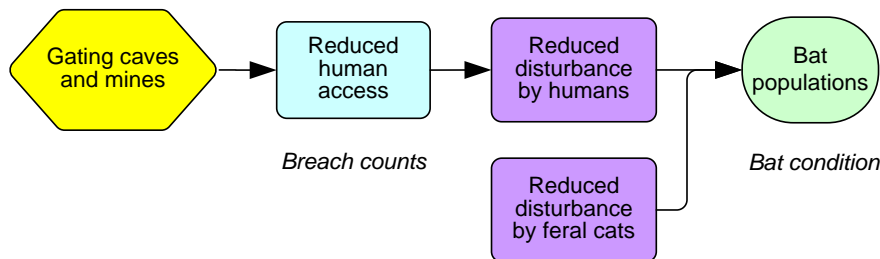 Gating caves
and mines
Reduced
human
access
Reduced
disturbance
by humans
Bat
populations
Breach counts
Bat condition
Reduced
disturbance
by feral cats